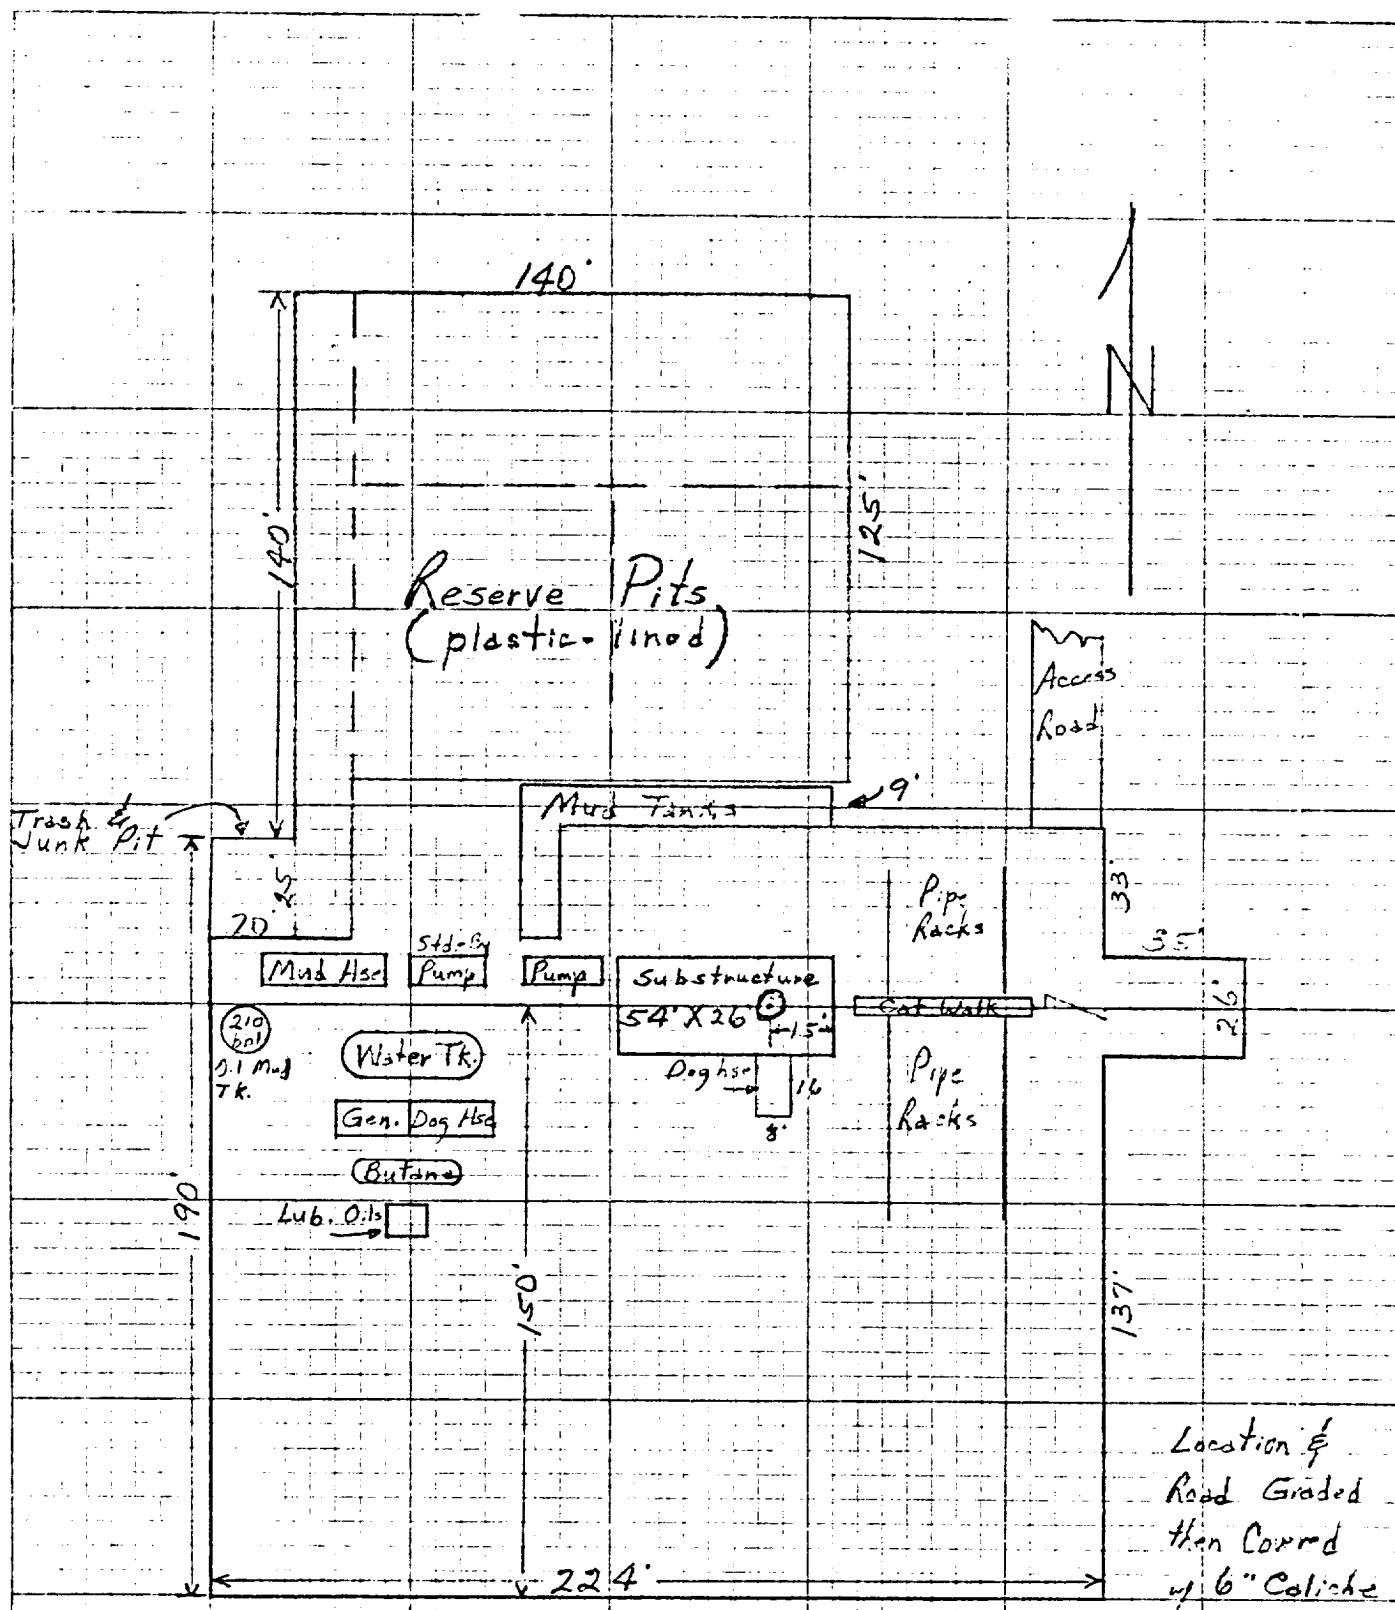 140'
N
140'
125'
Reserve Pits
(plastic-lined)
Access
Road
9'
Mud Tanks
Trash &
Junk Pit
25'
20'
33'
35'
26'
Pipe
Racks
Mud Hse
Std-By
Pump
Pump
Substructure
54' X 26'
15'
Cat Walk
210
bbl
Mud
Tk.
Water Tk.
Dog hse
16
8'
Pipe
Racks
Gen. Dog Hse
Butane
Lub. Oils
190'
150'
137'
224'
Location &
Road Graded
then Covered
w/ 6" Caliche